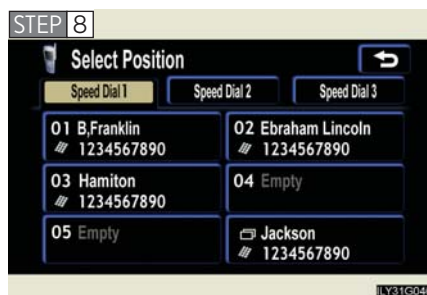 STEP 8
Select Position
Speed Dial 1 Speed Dial 2 Speed Dial 3
01 B,Franklin 02 Ebraham Lincoln
1234567890 1234567890
03 Hamiton 04 Empty
1234567890
05 Empty Jackson
1234567890
ILY31G046